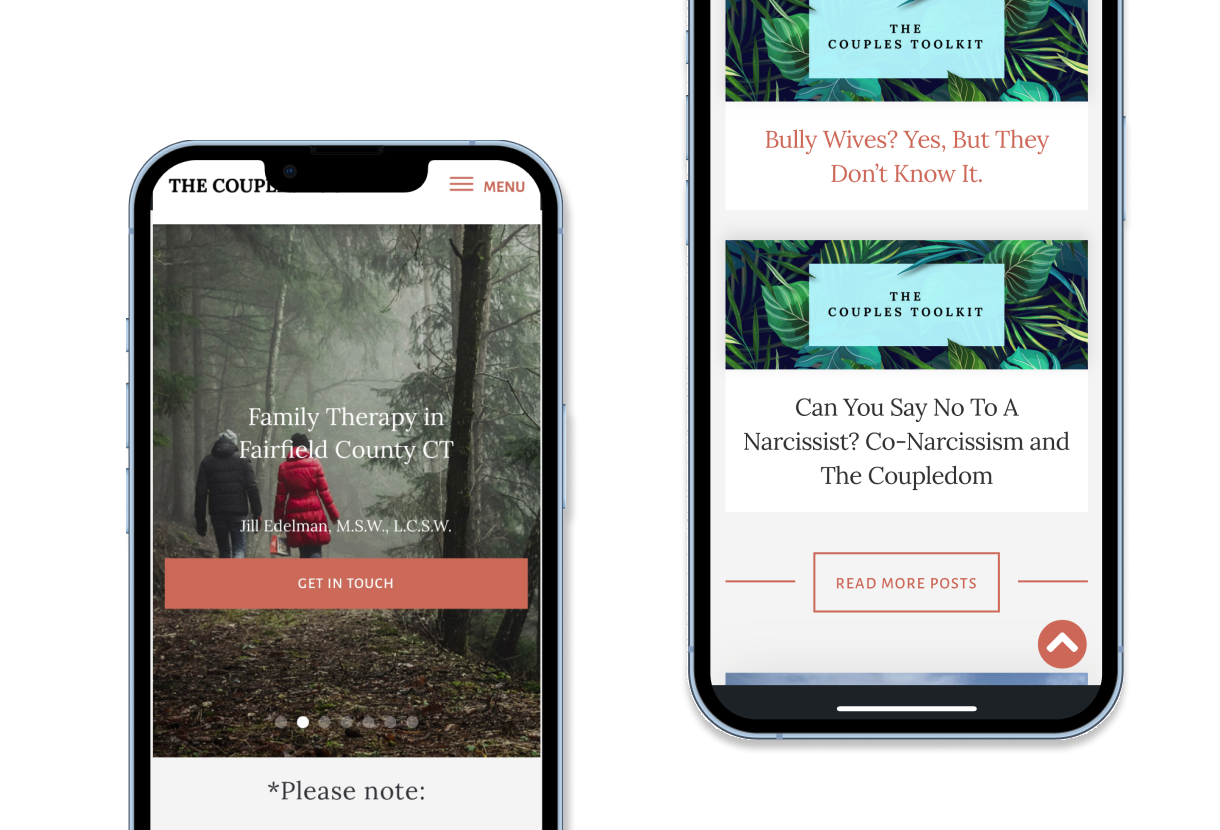 THE
MENU
Family Therapy in
Fairfield County CT
Jill Edelman, M.S.W., L.C.S.W.
GET IN TOUCH
*Please note:
THE
COUPLES TOOLKIT
Bully Wives? Yes, But They
Don’t Know It.
THE
COUPLES TOOLKIT
Can You Say No To A
Narcissist? Co-Narcissism and
The Coupledom
READ MORE POSTS